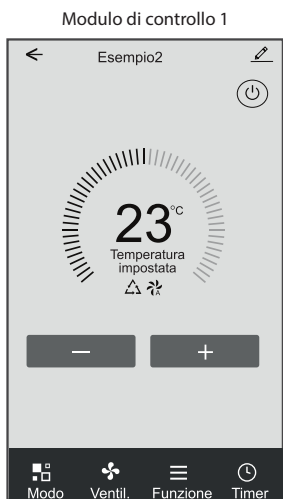 Modulo di controllo 1
Esempio2
23°C
Temperatura
impostata
A
Modo Ventil. Funzione Timer